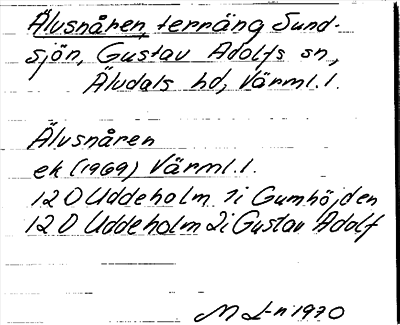 Älvsnåren, terräng Sund-
sjön, Gustav Adolfs sn,
Älvdals hd, Värml. l.
Älvsnåren
ek (1969) Värml. l.
12 D Uddeholm 1i Gumhöjden
12 D Uddeholm 2i Gustav Adolf
M L-n 1970